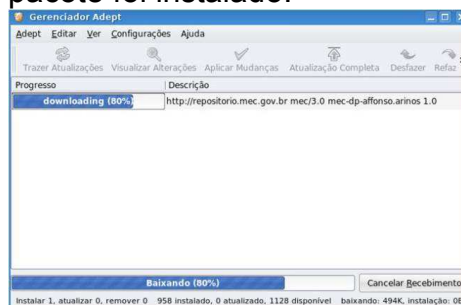 pacote foi instalado.
Gerenciador Adept
Adept Editar Ver Configurações Ajuda
Trazer Atualizações Visualizar Alterações Aplicar Mudanças Atualização Completa Desfazer Refaz
Progresso Descrição
downloading (80%) http://repositorio.mec.gov.br mec/3.0 mec-dp-affonso.arinos 1.0
Baixando (80%) Cancelar Recebimento
Instalar 1, atualizar 0, remover 0 958 instalado, 0 atualizado, 1128 disponível baixando: 494K, instalação: